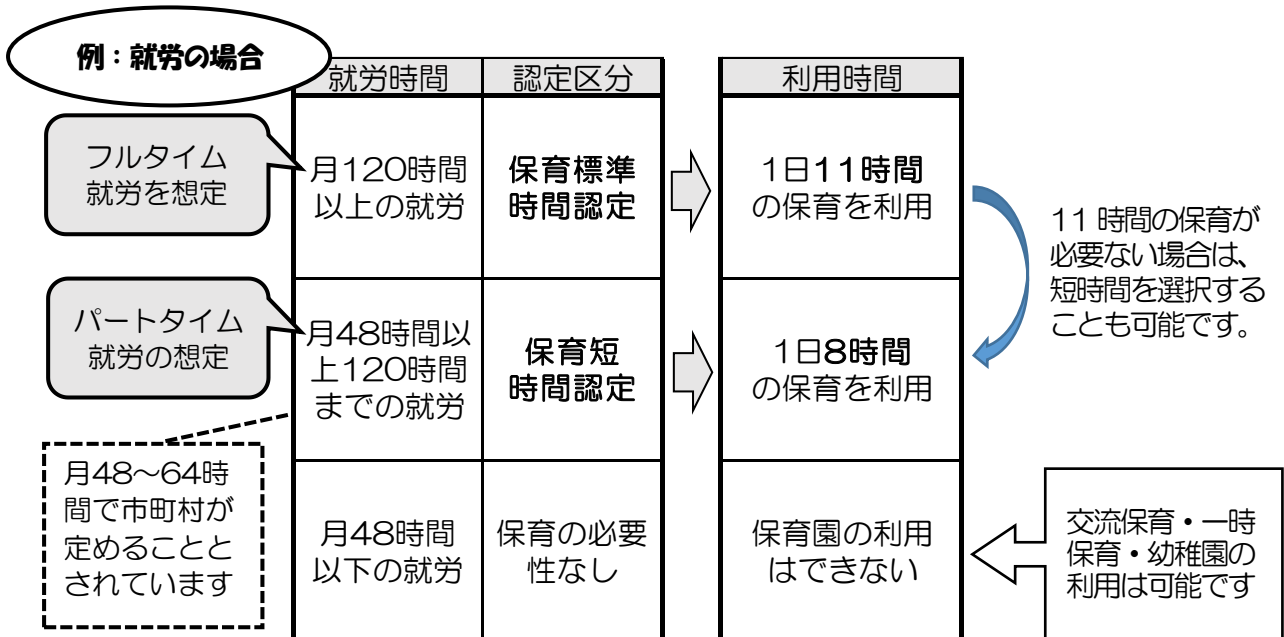 例：就労の場合
就労時間
認定区分
利用時間
フルタイム
就労を想定
月120時間
以上の就労
保育標準
時間認定
1日11時間
の保育を利用
11 時間の保育が
必要ない場合は、
短時間を選択する
ことも可能です。
パートタイム
就労の想定
月48時間以
上120時間
までの就労
保育短
時間認定
1日8時間
の保育を利用
月48～64時
間で市町村が
定めることと
されています
月48時間
以下の就労
保育の必要
性なし
保育園の利用
はできない
交流保育・一時
保育・幼稚園の
利用は可能です